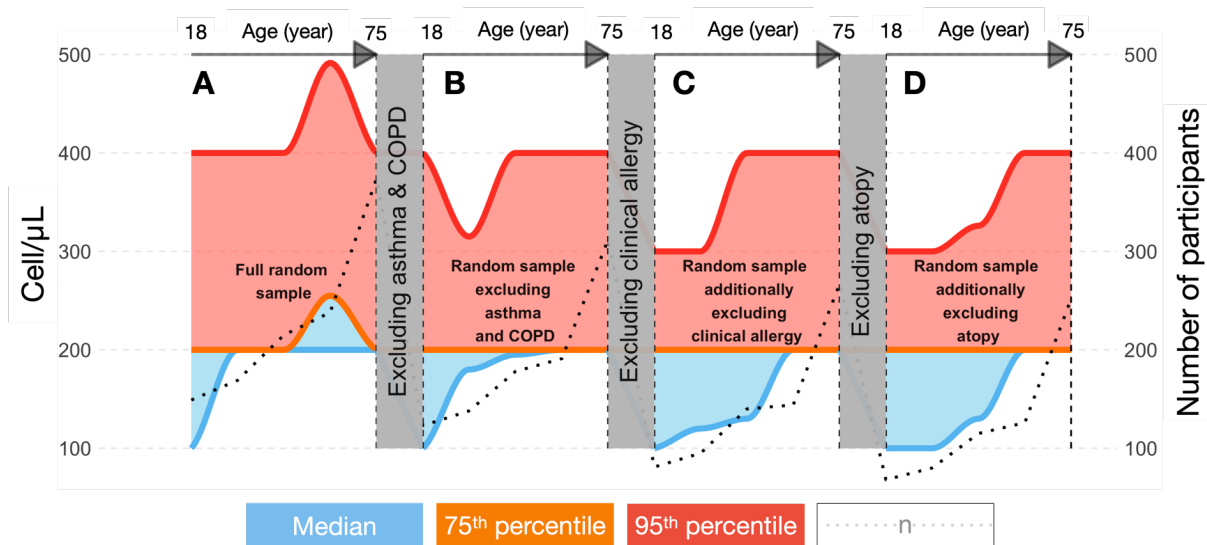 18 Age (year) 75 18 Age (year) 75 18 Age (year) 75 18 Age (year) 75
500 500
A B C D
400 400
300 300
200 200
100 100
Cell/µL
Number of participants
Full random
sample
Excluding asthma & COPD
Random sample
excluding
asthma
and COPD
Excluding clinical allergy
Random sample
additionally
excluding
clinical allergy
Excluding atopy
Random sample
additionally
excluding
atopy
Median 75th percentile 95th percentile n